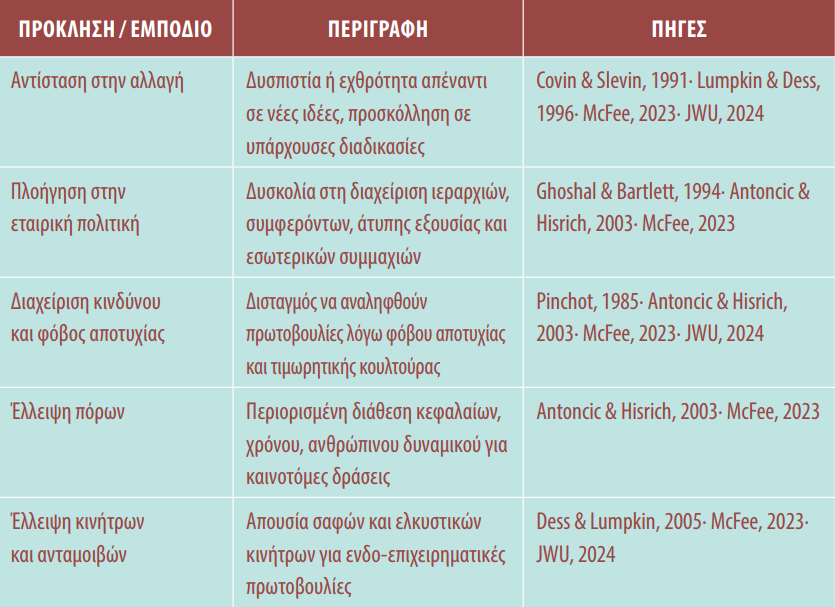 ΠΡΟΚΛΗΣΗ / ΕΜΠΟΔΙΟ
ΠΕΡΙΓΡΑΦΗ
ΠΗΓΕΣ
Αντίσταση στην αλλαγή
Δυσπιστία ή εχθρότητα απέναντι
σε νέες ιδέες, προσκόλληση σε
υπάρχουσες διαδικασίες
Covin & Slevin, 1991· Lumpkin & Dess,
1996· McFee, 2023· JWU, 2024
Πλοήγηση στην
εταιρική πολιτική
Δυσκολία στη διαχείριση ιεραρχιών,
συμφερόντων, άτυπης εξουσίας και
εσωτερικών συμμαχιών
Ghoshal & Bartlett, 1994· Antoncic &
Hisrich, 2003· McFee, 2023
Διαχείριση κινδύνου
και φόβος αποτυχίας
Δισταγμός να αναληφθούν
πρωτοβουλίες λόγω φόβου αποτυχίας
και τιμωρητικής κουλτούρας
Pinchot, 1985· Antoncic & Hisrich,
2003· McFee, 2023· JWU, 2024
Έλλειψη πόρων
Περιορισμένη διάθεση κεφαλαίων,
χρόνου, ανθρώπινου δυναμικού για
καινοτόμες δράσεις
Antoncic & Hisrich, 2003· McFee, 2023
Έλλειψη κινήτρων
και ανταμοιβών
Απουσία σαφών και ελκυστικών
κινήτρων για ενδο-επιχειρηματικές
πρωτοβουλίες
Dess & Lumpkin, 2005· McFee, 2023·
JWU, 2024